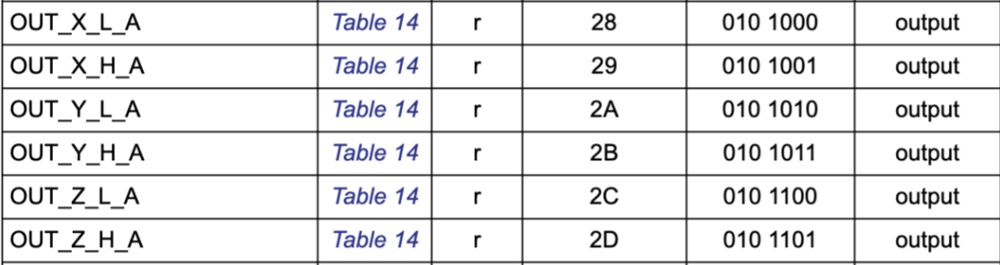 OUT_X_L_A Table 14 r 28 010 1000 output
OUT_X_H_A Table 14 r 29 010 1001 output
OUT_Y_L_A Table 14 r 2A 010 1010 output
OUT_Y_H_A Table 14 r 2B 010 1011 output
OUT_Z_L_A Table 14 r 2C 010 1100 output
OUT_Z_H_A Table 14 r 2D 010 1101 output